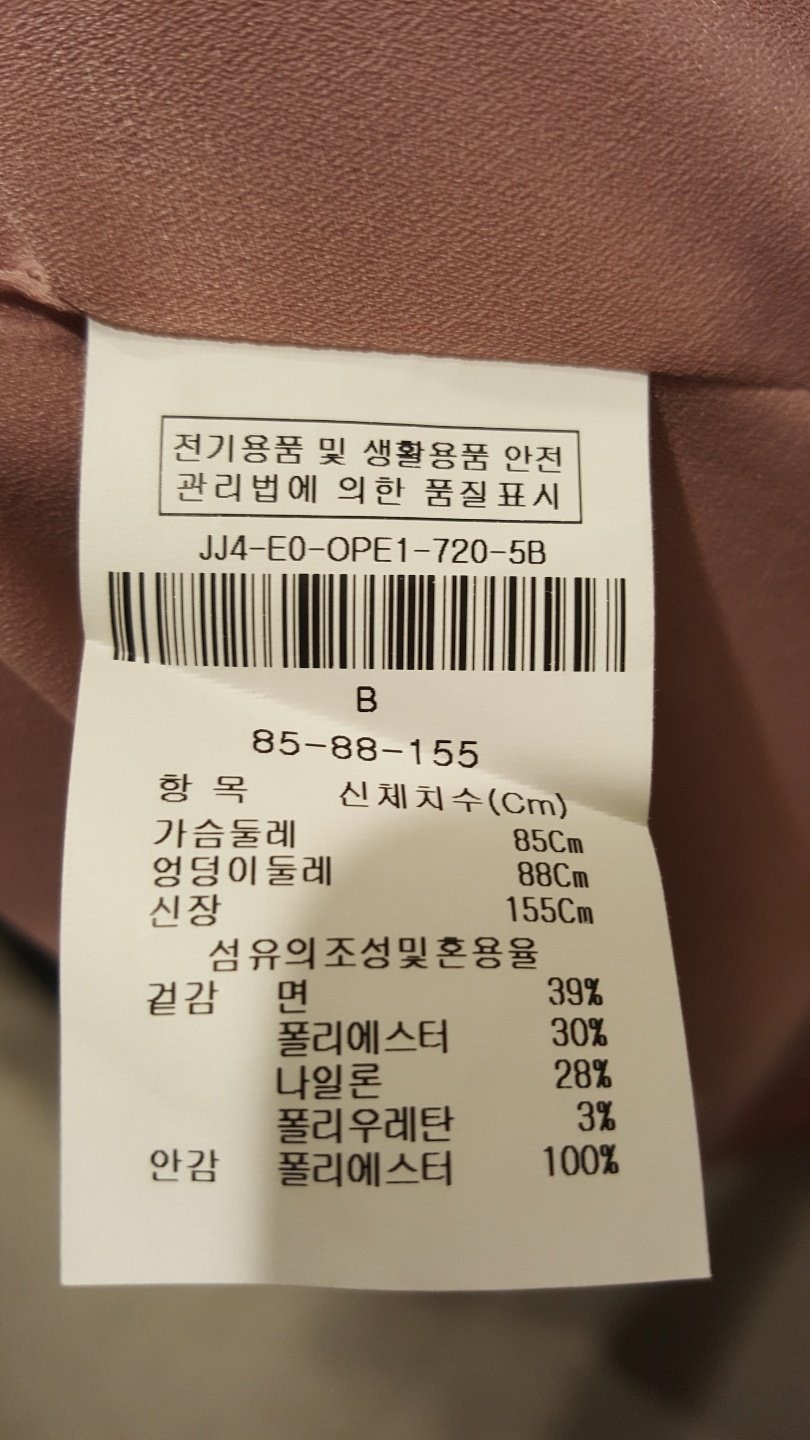 전기용품 및 생활용품 안전
관리법에 의한 품질표시
JJ4-E0-OPE1-720-5B
B
85-88-155
항 목 신체치수(Cm)
가슴둘레 85Cm
엉덩이둘레 88Cm
신장 155Cm
섬유의조성및혼용율
겉감 면 39%
폴리에스터 30%
나일론 28%
폴리우레탄 3%
안감 폴리에스터 100%